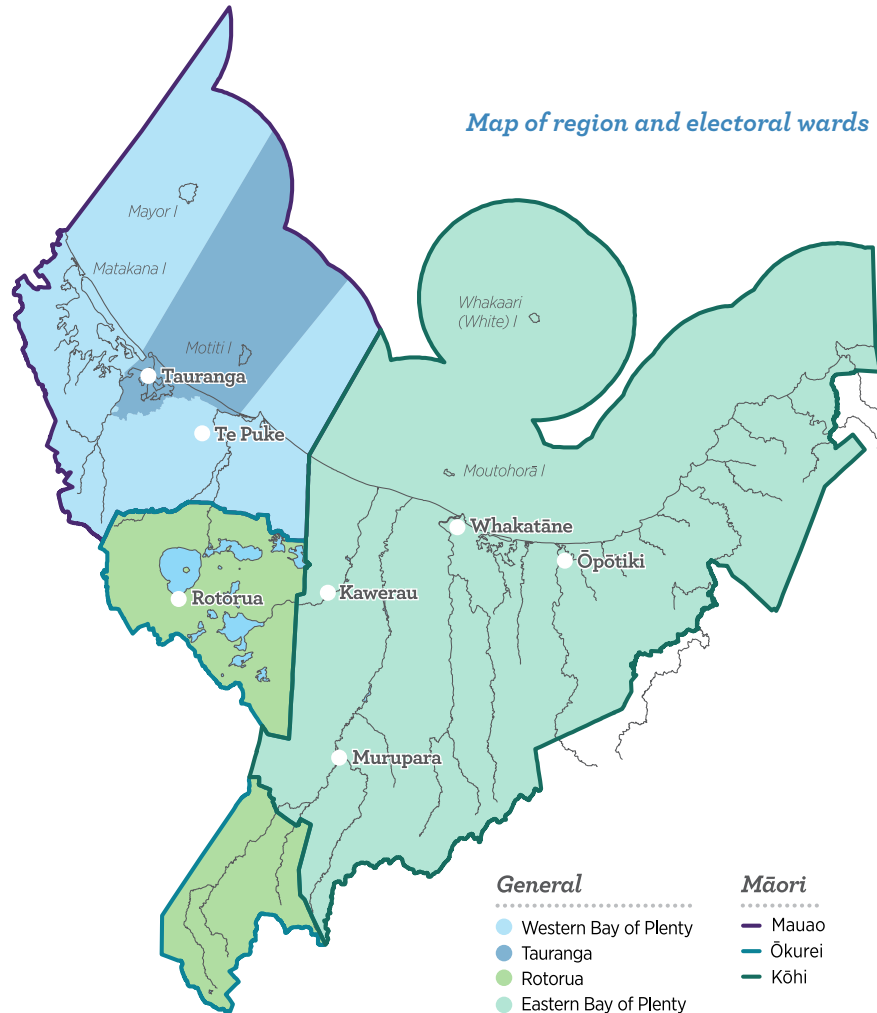 Map of region and electoral wards
Mayor I
Matakana I
Whakaari
(White) I
Motiti I
Tauranga
Te Puke
Moutohorā I
Whakatāne
Ōpōtiki
Kawerau
Rotorua
Murupara
General
Western Bay of Plenty
Tauranga
Rotorua
Eastern Bay of Plenty
Māori
Mauao
Ōkurei
Kōhi